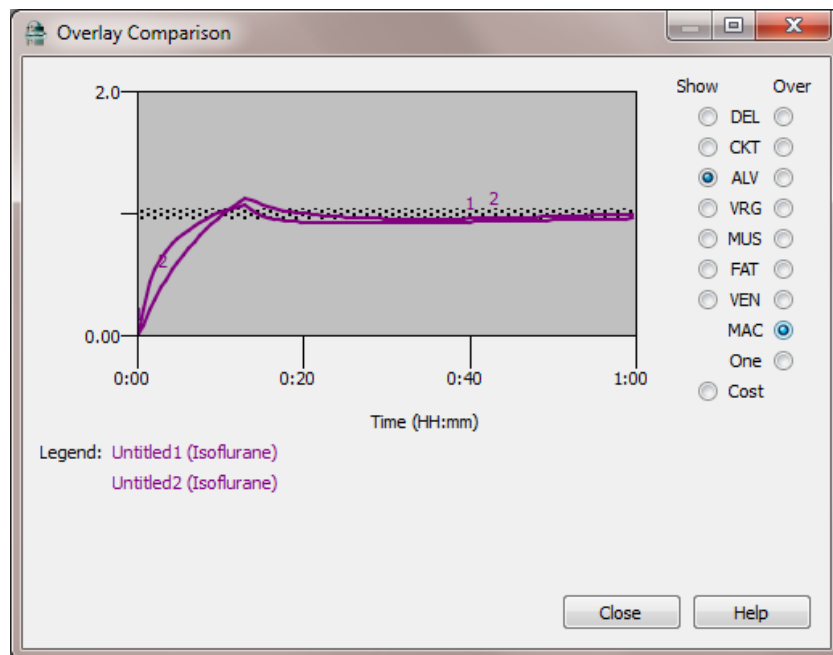 Overlay Comparison
Show Over
2.0
DEL
CKT
ALV
VRG
MUS
FAT
VEN
MAC
One
Cost
1 2
2
0.00
0:00 0:20 0:40 1:00
Time (HH:mm)
Legend: Untitled1 (Isoflurane)
Untitled2 (Isoflurane)
Close Help